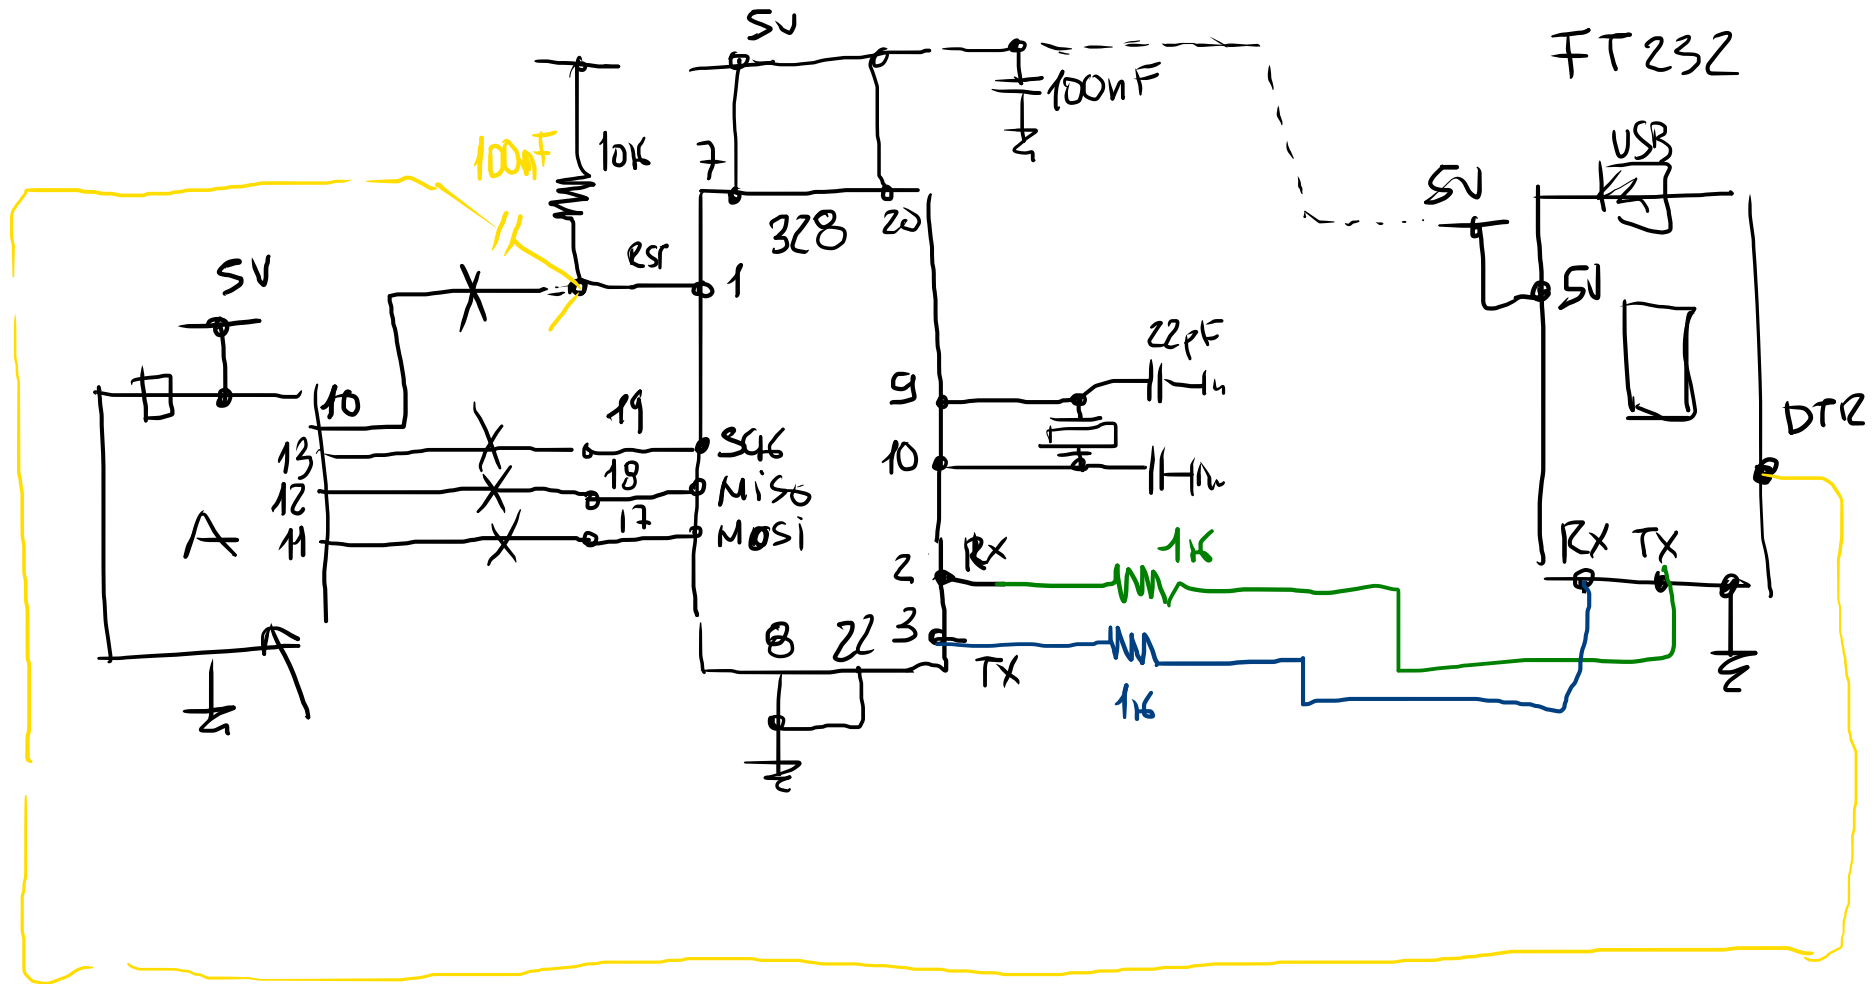 5V
FT232
100nF
100nF
10K
USB
7
5V
328
20
RST
1
5V
5V
22pF
9
10
DTR
19
SCK
10
13
18
MISO
12
17
MOSI
11
A
2
RX
1K
RX
TX
3
TX
8
22
1K